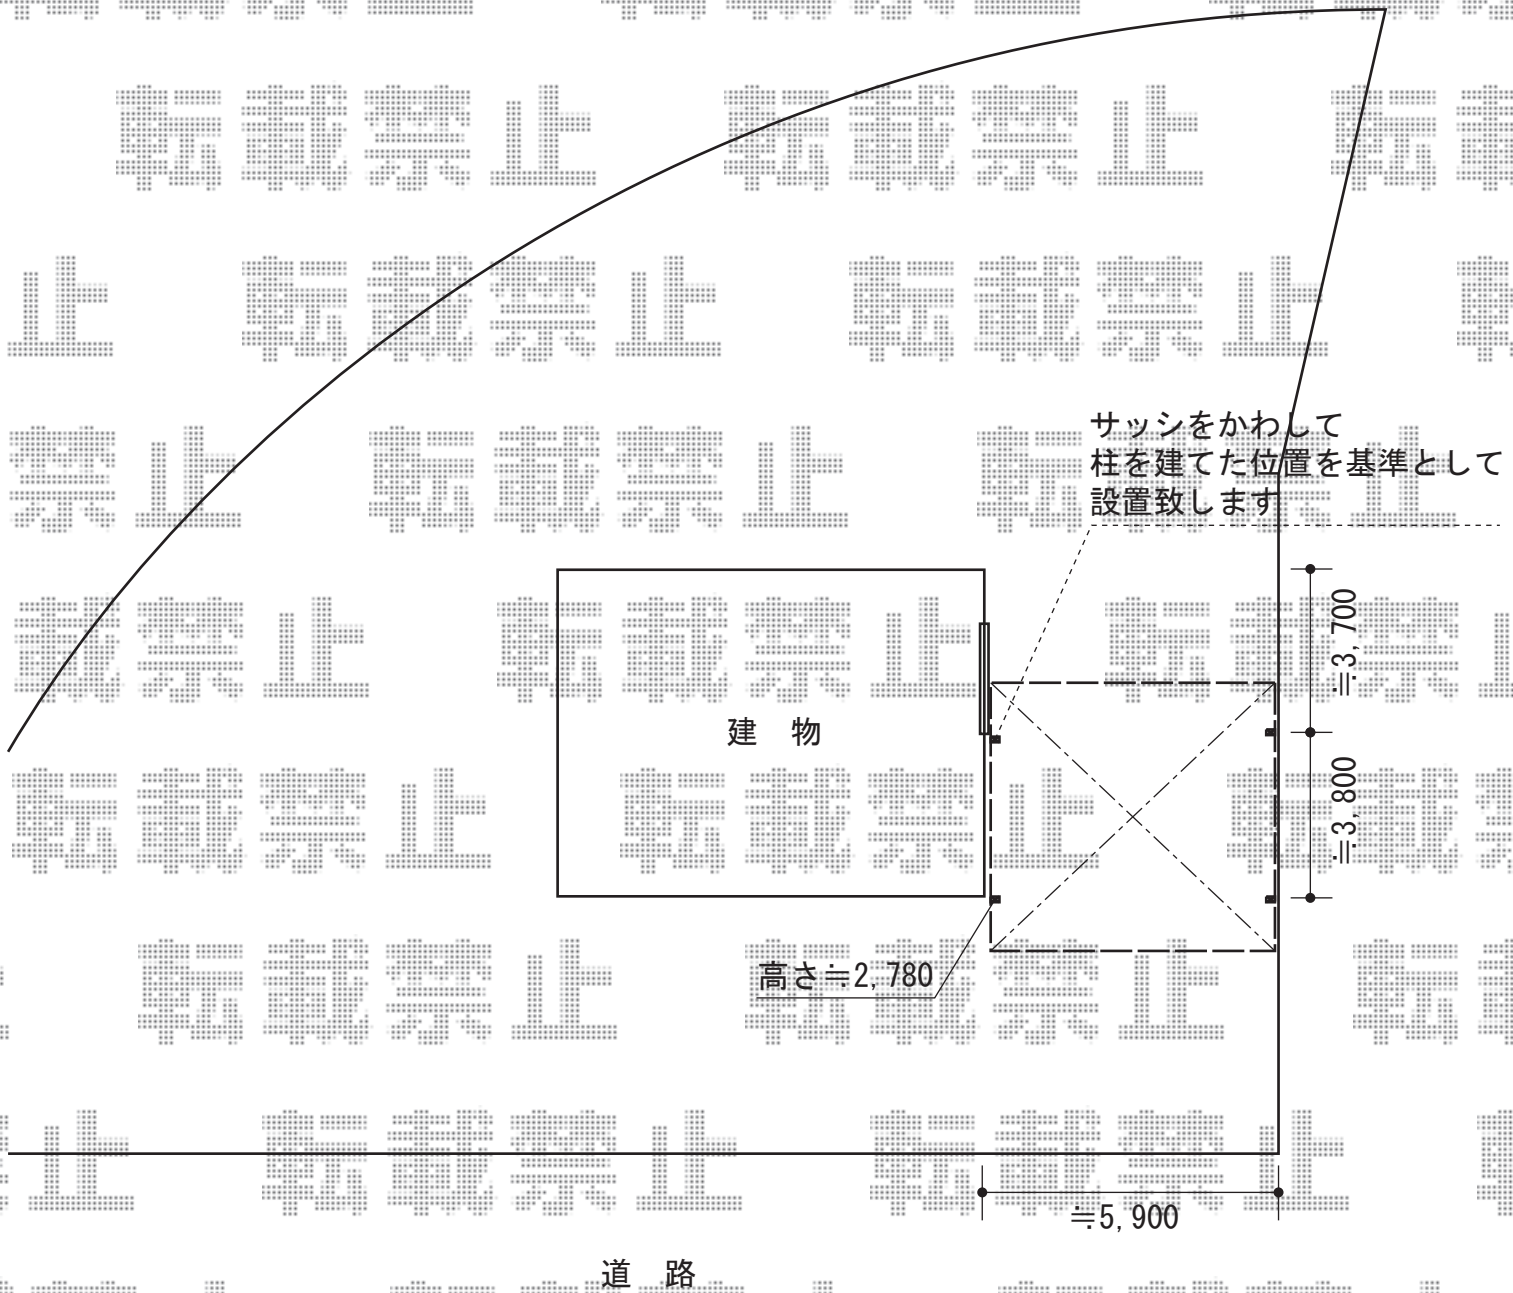 サッシをかわして
柱を建てた位置を基準として
設置致します
≒3,700
建 物
≒3,800
高さ≒2,780
≒5,900
道 路
転載禁止